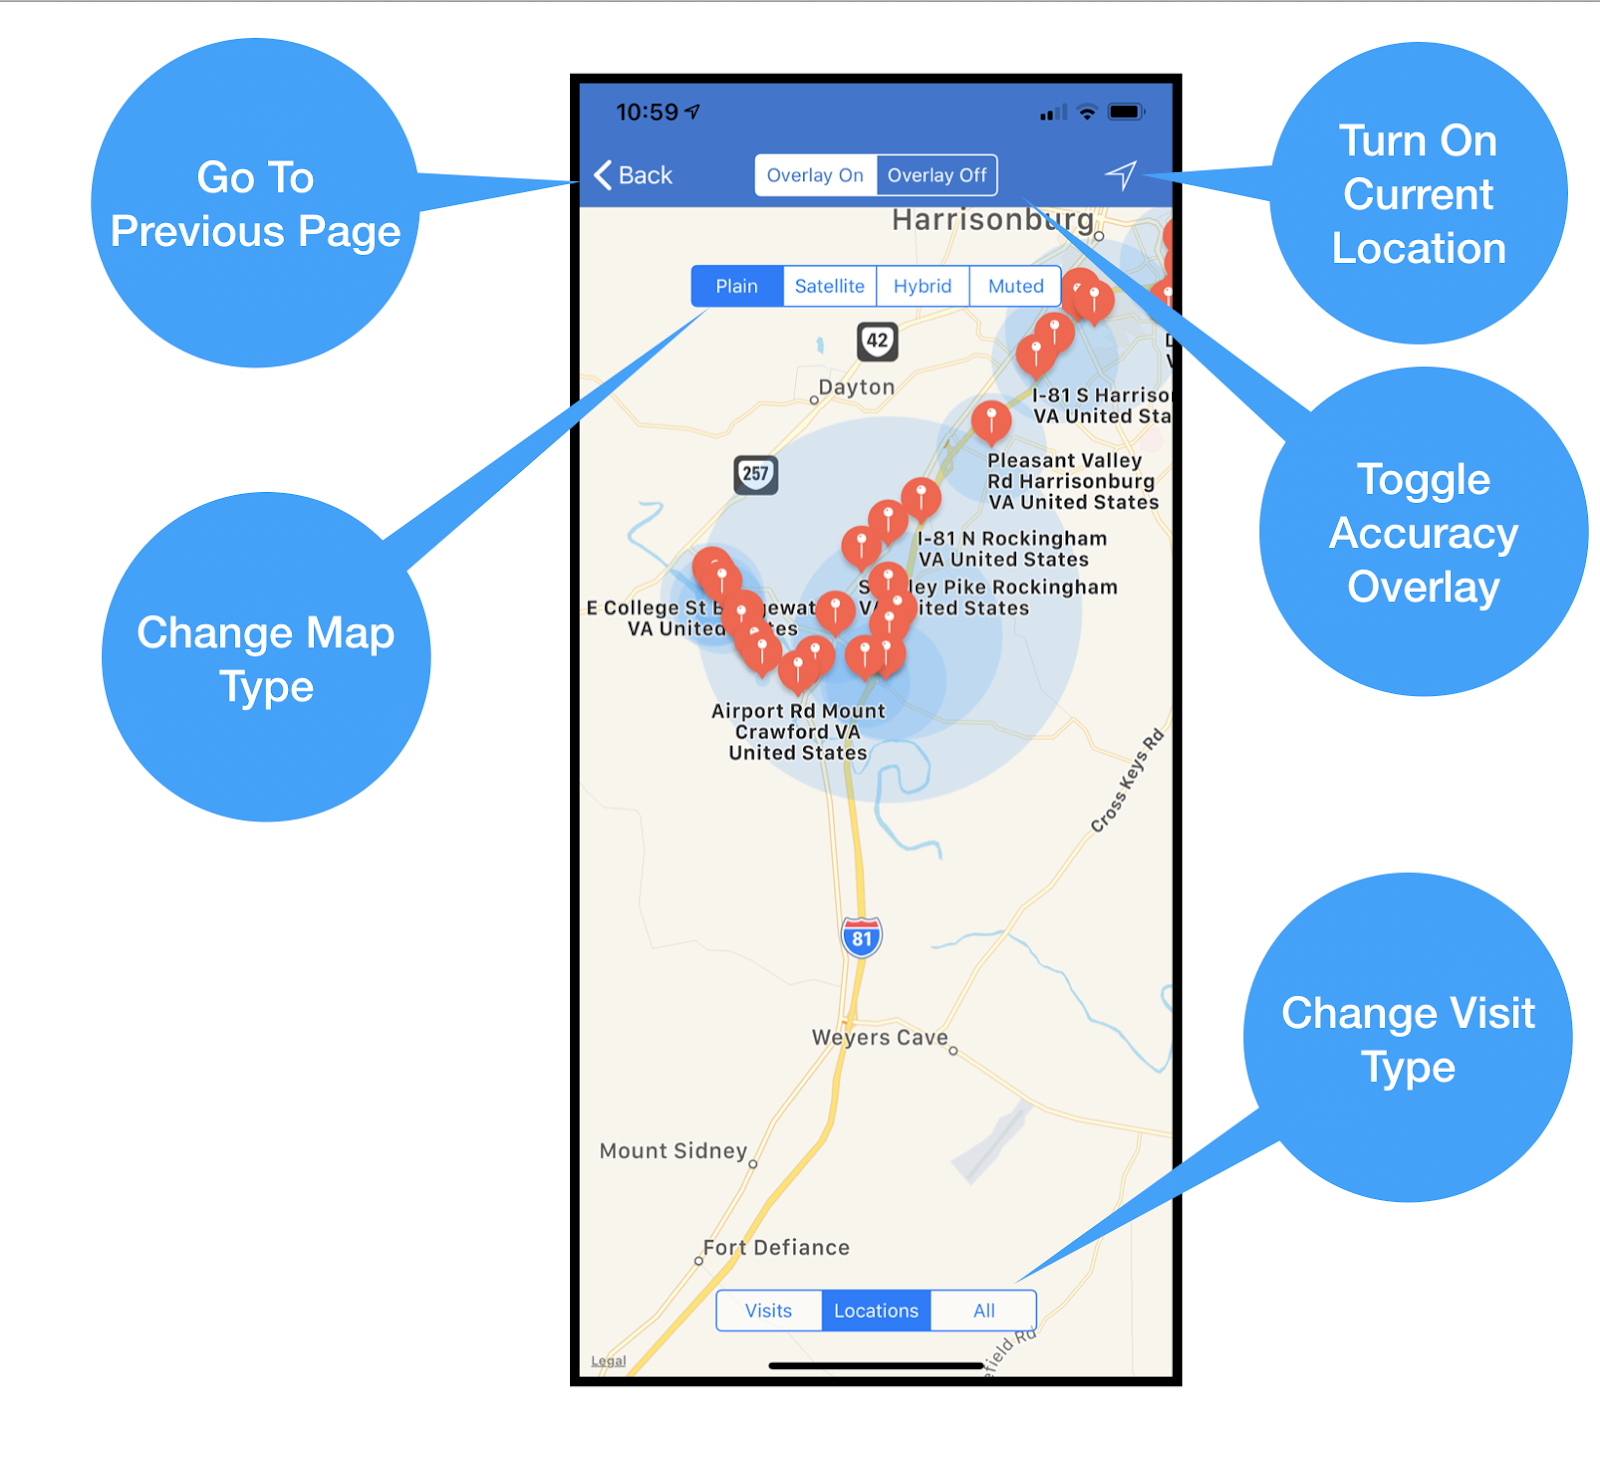 Go To
Previous Page
Turn On
Current
Location
Toggle
Accuracy
Overlay
Change Map
Type
Change Visit
Type
10:59
Back
Overlay On
Overlay Off
Harrisonburg
Plain
Satellite
Hybrid
Muted
42
Dayton
I-81 S Harriso
VA United Sta
257
Pleasant Valley
Rd Harrisonburg
VA United States
I-81 N Rockingham
VA United States
ley Pike Rockingham
ited States
E College St B
gewat
VA United
tes
Airport Rd Mount
Crawford VA
United States
Cross Keys Rd
81
Weyers Cave
Mount Sidney
Fort Defiance
Visits
Locations
All
efield Rd
Legal